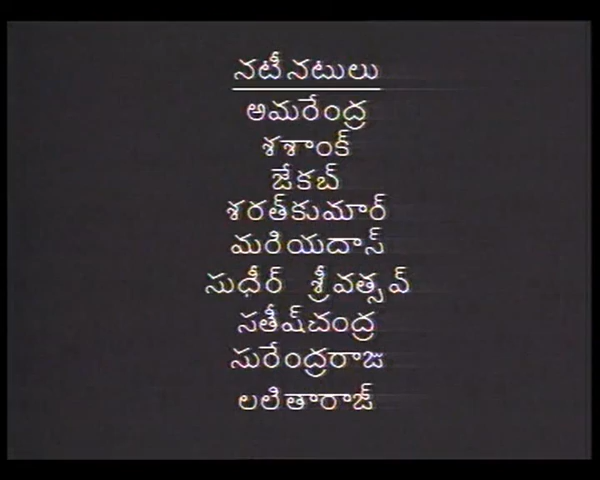 నటీనటులు
అమరేంద్ర
శశాంక్
జేకబ్
శరత్‌కుమార్
మరియదాస్
సుధీర్ శ్రీవత్సవ్
సతీష్‌చంద్ర
సురేంద్రరాజు
లలితారాజ్